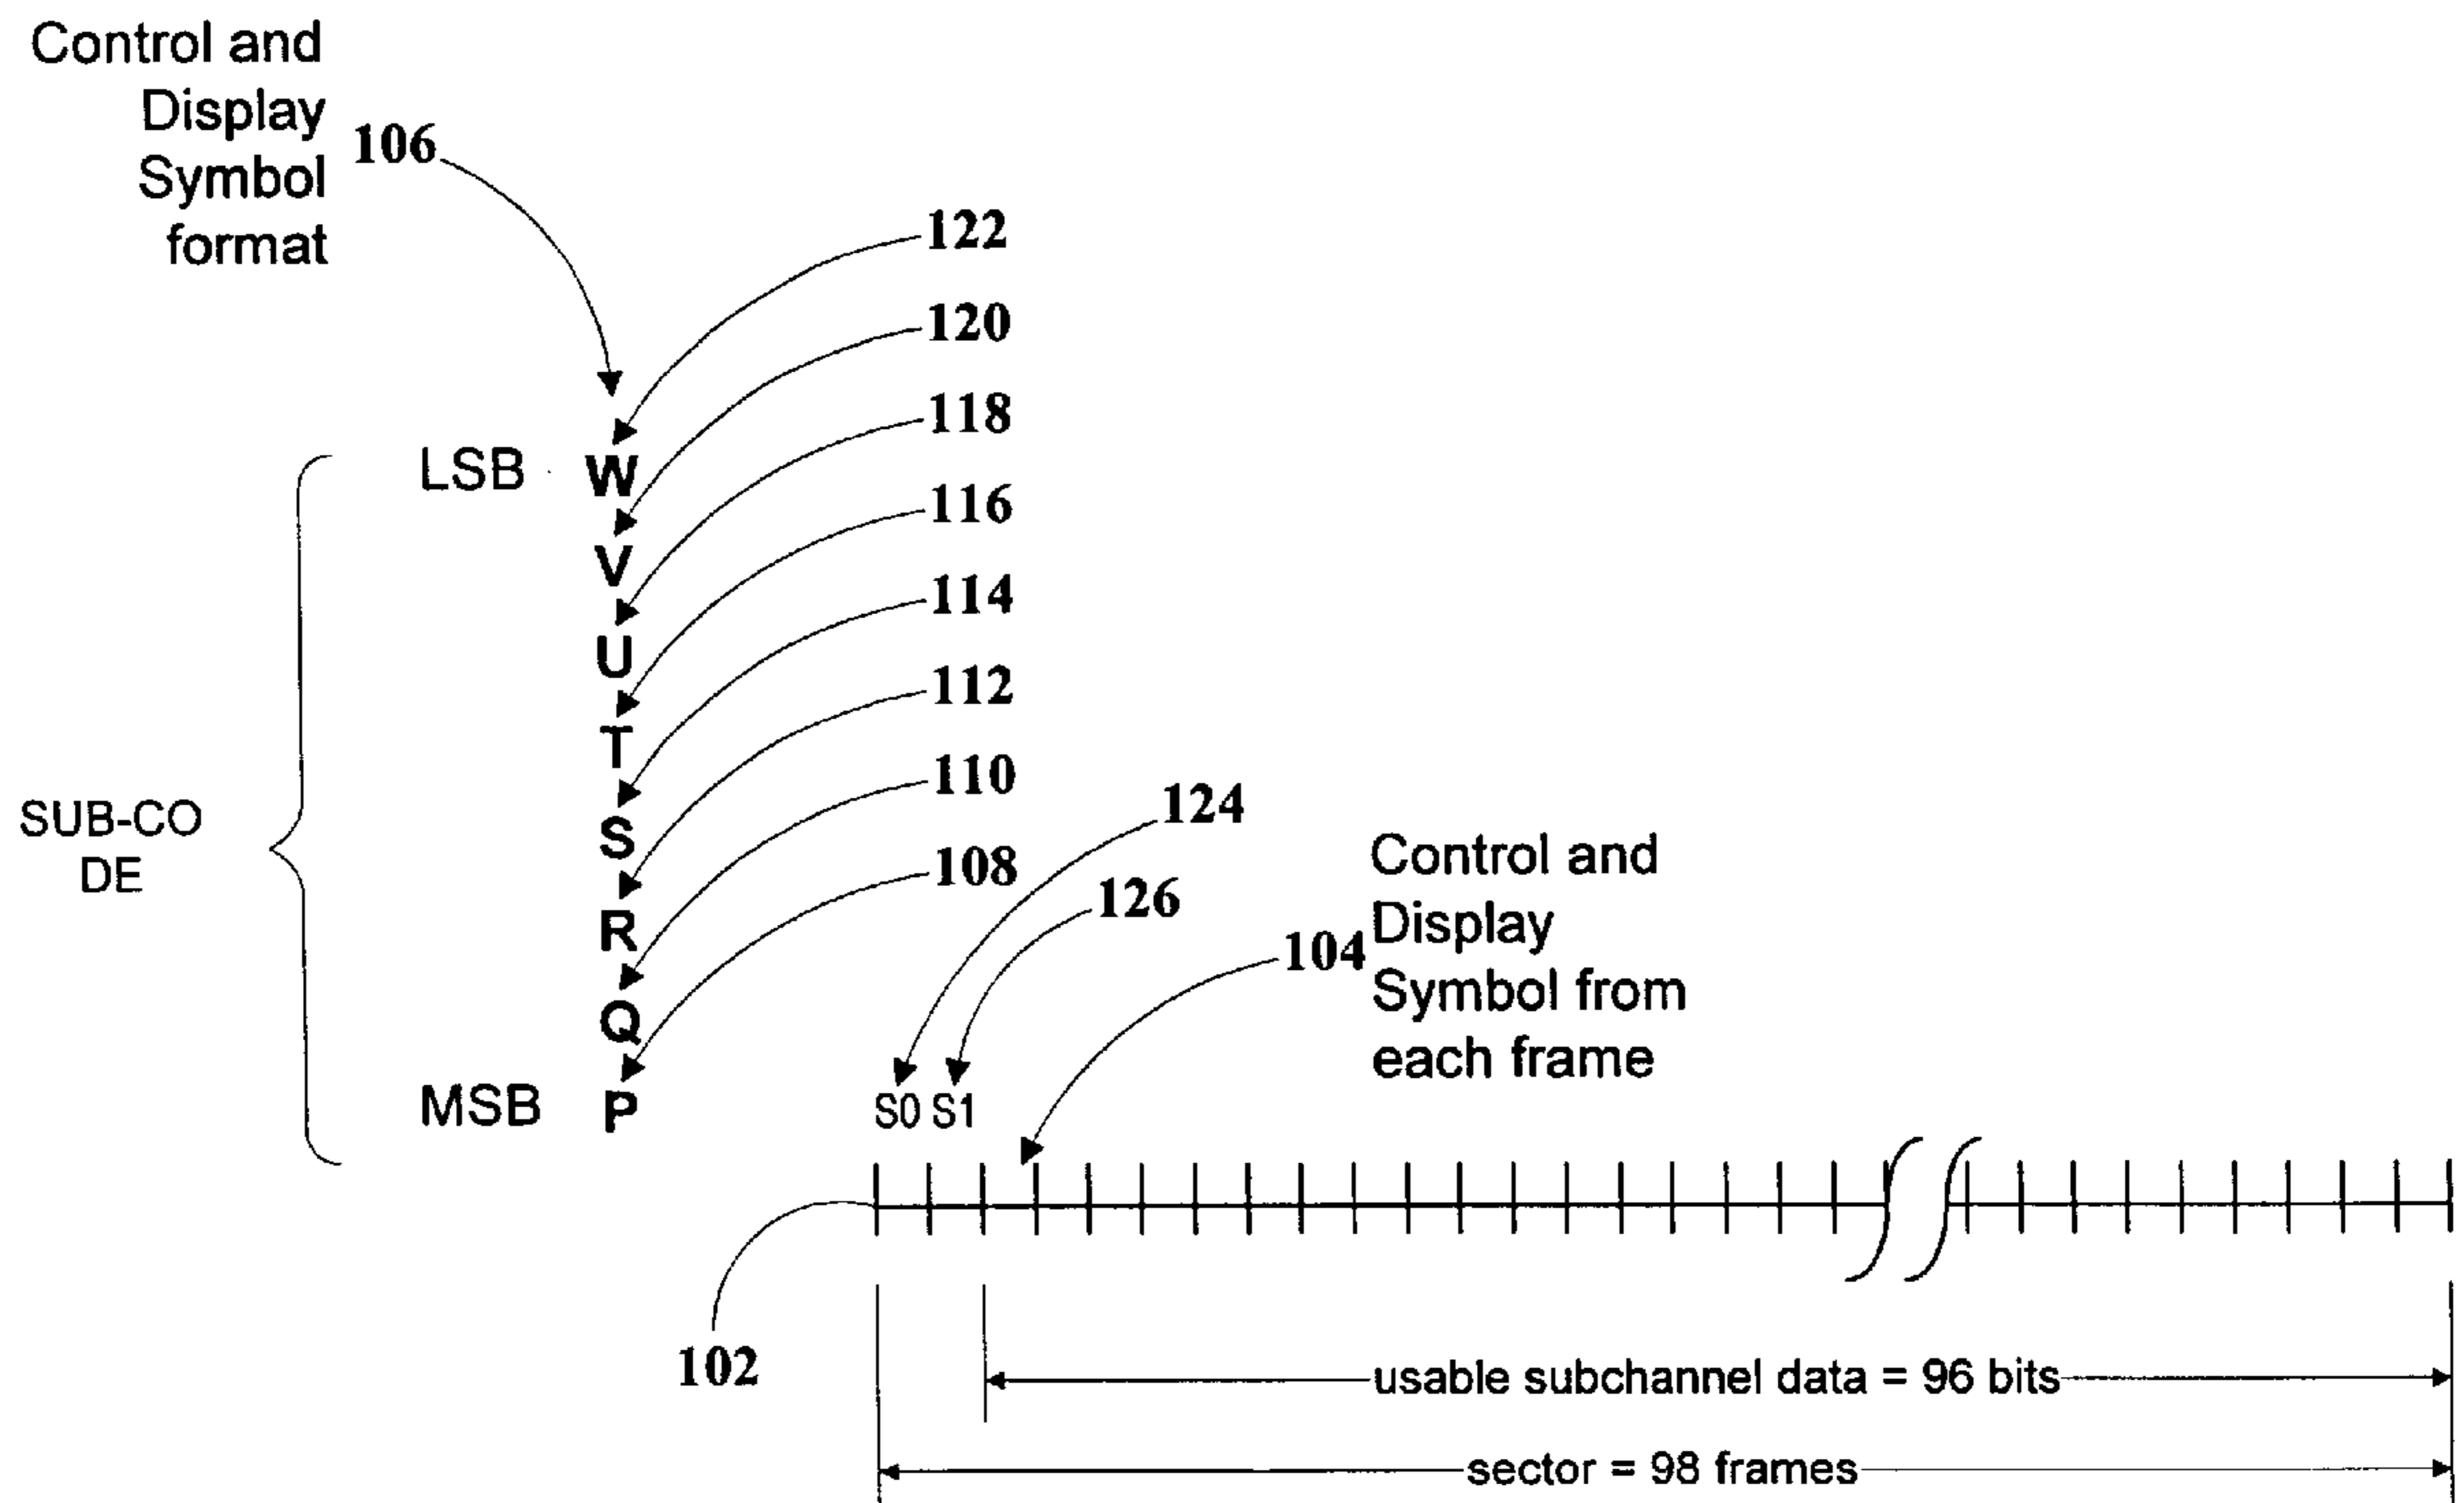 Control and
Display
Symbol
format
106
122
120
118
116
114
112
110
108
124
126
104
LSB
W
V
U
T
S
R
Q
MSB
P
SUB-CO
DE
Control and
Display
Symbol from
each frame
S0 S1
102
usable subchannel data = 96 bits
sector = 98 frames